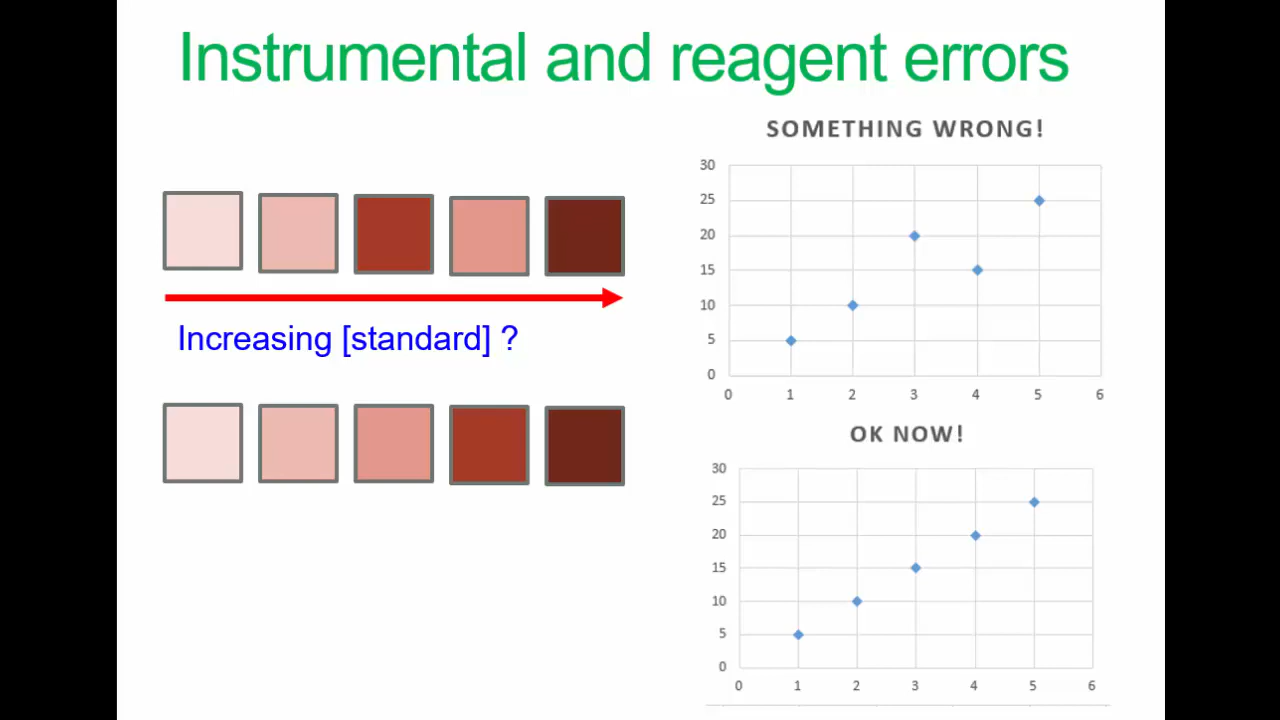 Instrumental and reagent errors
SOMETHING WRONG!
30
25
20
15
10
5
0
0 1 2 3 4 5 6
Increasing [standard] ?
OK NOW!
30
25
20
15
10
5
0
0 1 2 3 4 5 6